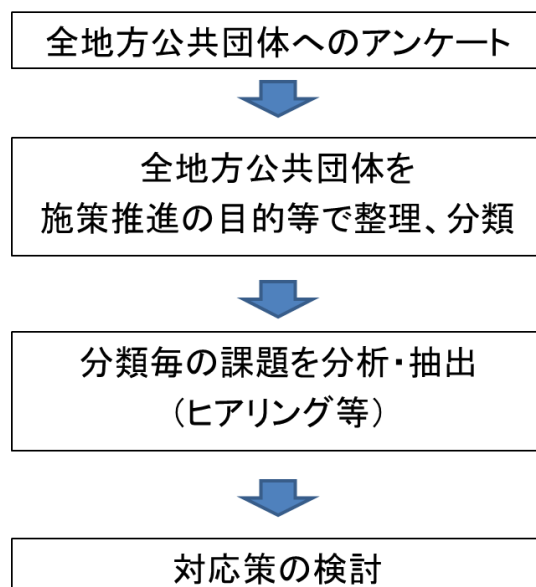 全地方公共団体へのアンケート
全地方公共団体を
施策推進の目的等で整理、分類
分類毎の課題を分析・抽出
（ヒアリング等）
対応策の検討